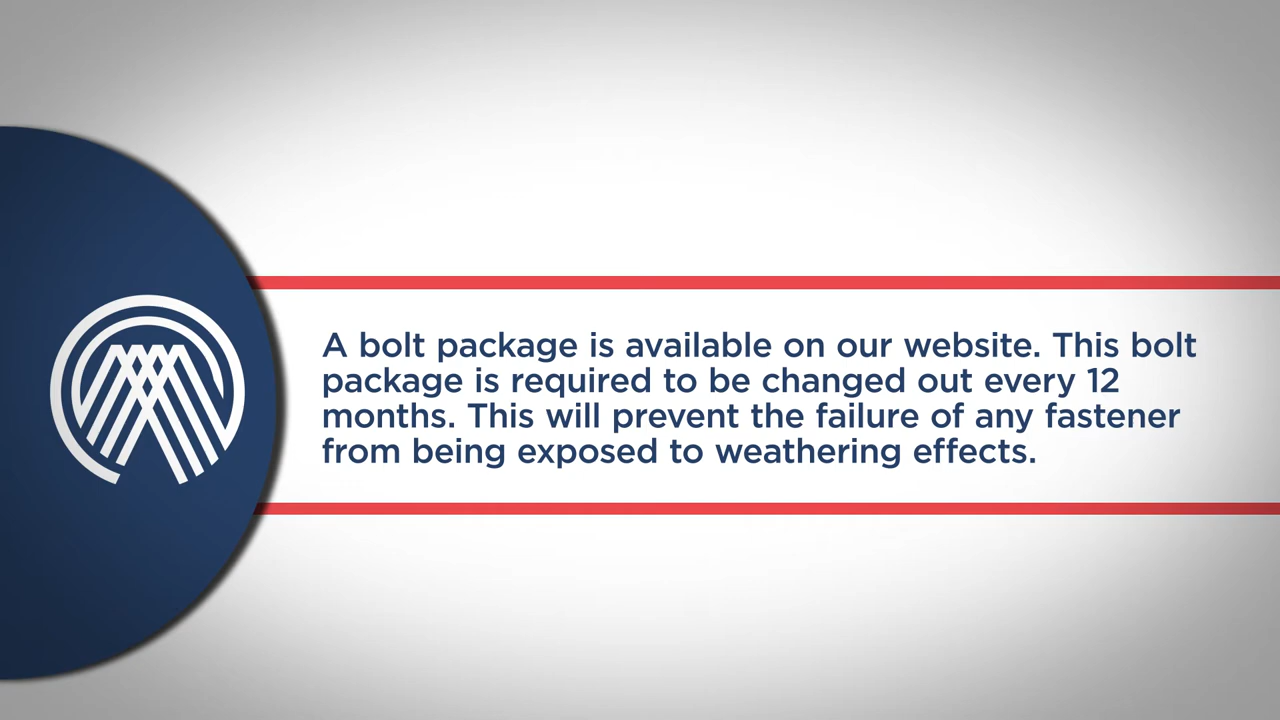 A bolt package is available on our website. This bolt
package is required to be changed out every 12
months. This will prevent the failure of any fastener
from being exposed to weathering effects.